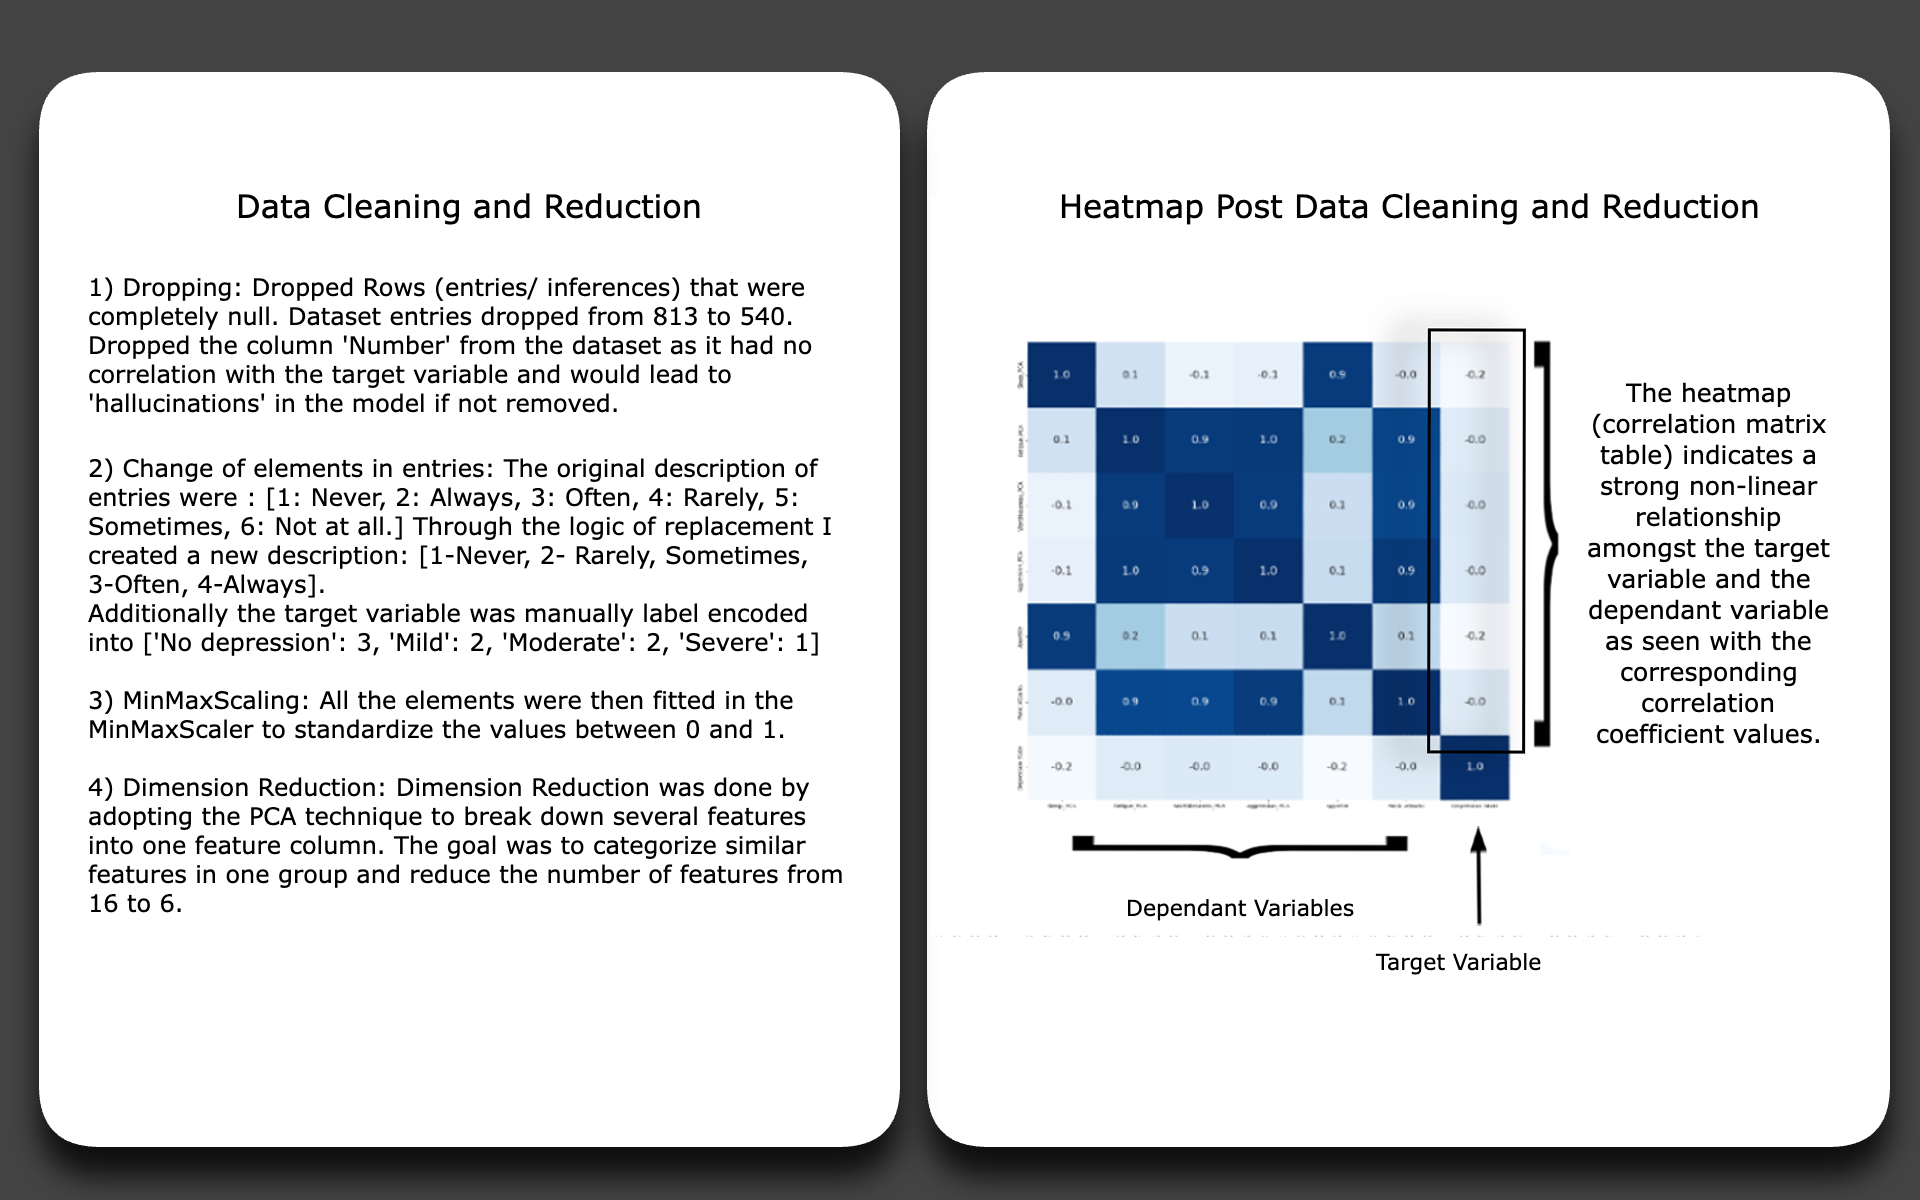 Data Cleaning and Reduction
1) Dropping: Dropped Rows (entries/ inferences) that were
completely null. Dataset entries dropped from 813 to 540.
Dropped the column 'Number' from the dataset as it had no
correlation with the target variable and would lead to
'hallucinations' in the model if not removed.
2) Change of elements in entries: The original description of
entries were : [1: Never, 2: Always, 3: Often, 4: Rarely, 5:
Sometimes, 6: Not at all.] Through the logic of replacement I
created a new description: [1-Never, 2- Rarely, Sometimes,
3-Often, 4-Always].
Additionally the target variable was manually label encoded
into ['No depression': 3, 'Mild': 2, 'Moderate': 2, 'Severe': 1]
3) MinMaxScaling: All the elements were then fitted in the
MinMaxScaler to standardize the values between 0 and 1.
4) Dimension Reduction: Dimension Reduction was done by
adopting the PCA technique to break down several features
into one feature column. The goal was to categorize similar
features in one group and reduce the number of features from
16 to 6.
Heatmap Post Data Cleaning and Reduction
1.0 0.1 -0.1 -0.1 0.9 -0.0 -0.2
0.1 1.0 0.9 1.0 0.2 0.9 -0.0
-0.1 0.9 1.0 0.9 0.1 0.9 -0.0
-0.1 1.0 0.9 1.0 0.1 0.9 -0.0
0.9 0.2 0.1 0.1 1.0 0.1 -0.2
-0.0 0.9 0.9 0.9 0.1 1.0 -0.0
-0.2 -0.0 -0.0 -0.0 -0.2 -0.0 1.0
The heatmap
(correlation matrix
table) indicates a
strong non-linear
relationship
amongst the target
variable and the
dependant variable
as seen with the
corresponding
correlation
coefficient values.
Dependant Variables
Target Variable